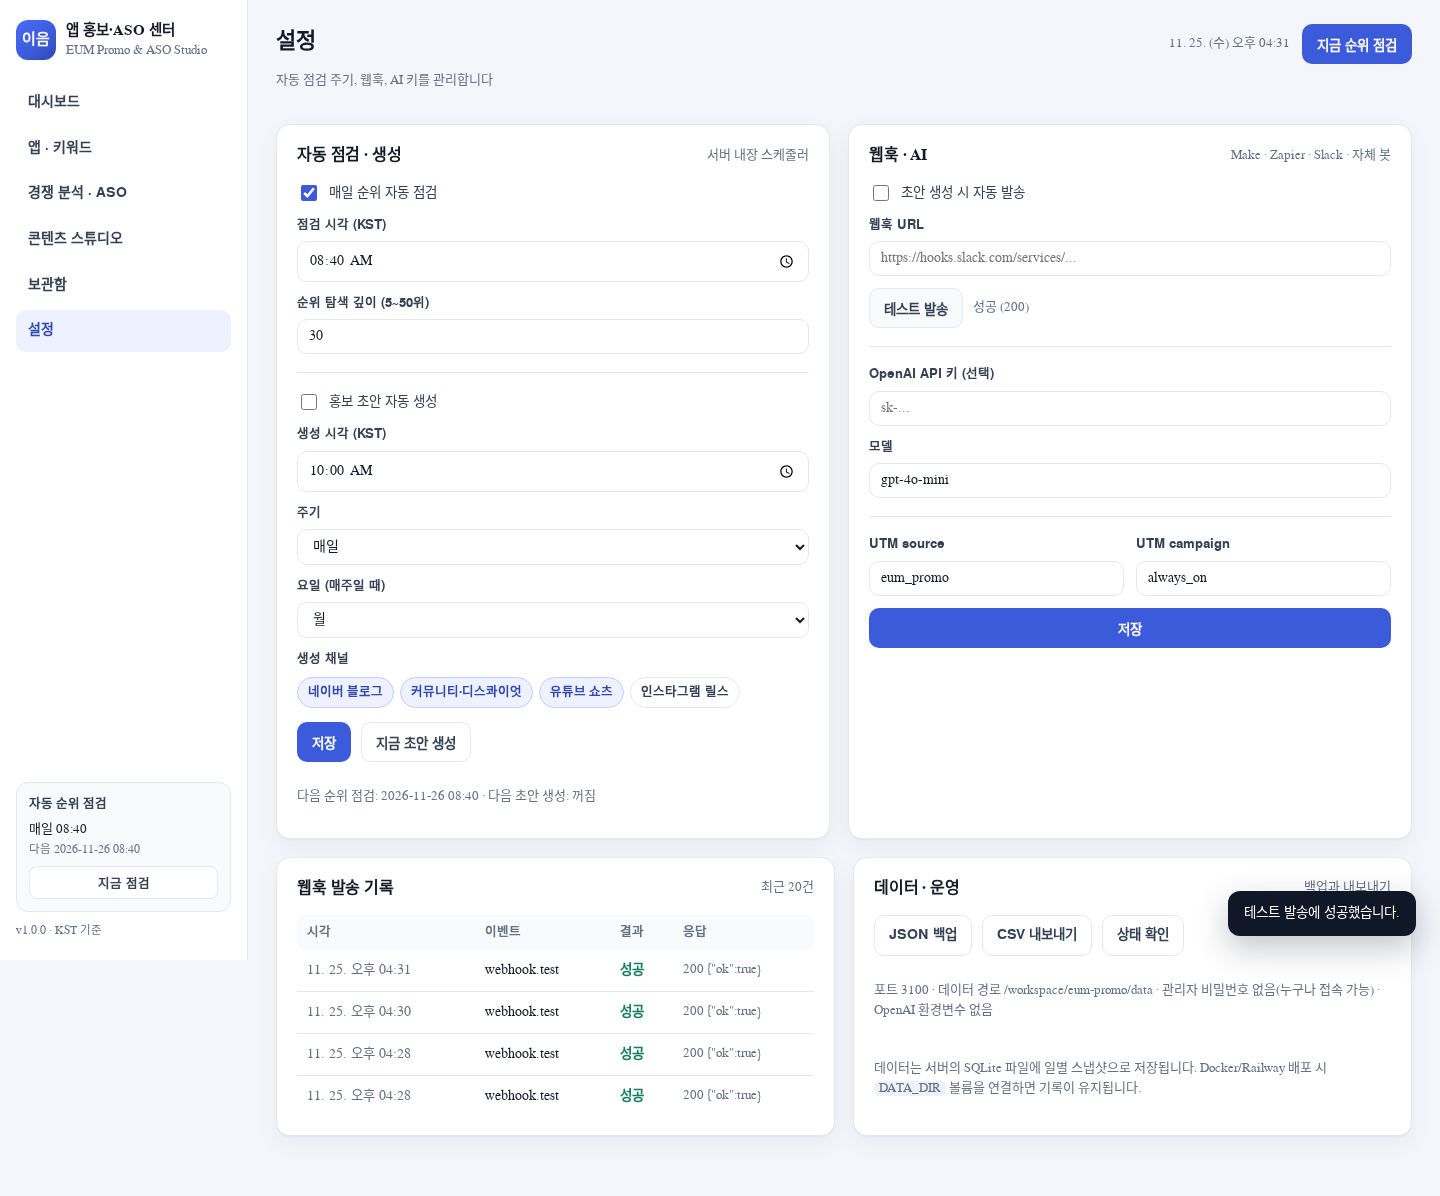 이음
앱 홍보·ASO 센터
EUM Promo & ASO Studio
대시보드
앱 · 키워드
경쟁 분석 · ASO
콘텐츠 스튜디오
보관함
설정
자동 순위 점검
매일 08:40
다음 2026-11-26 08:40
지금 점검
v1.0.0 · KST 기준
설정
자동 점검 주기, 웹훅, AI 키를 관리합니다
11. 25. (수) 오후 04:31
지금 순위 점검
자동 점검 · 생성
서버 내장 스케줄러
매일 순위 자동 점검
점검 시각 (KST)
08:40 AM
순위 탐색 깊이 (5~50위)
30
홍보 초안 자동 생성
생성 시각 (KST)
10:00 AM
주기
매일
요일 (매주일 때)
월
생성 채널
네이버 블로그
커뮤니티·디스콰이엇
유튜브 쇼츠
인스타그램 릴스
저장
지금 초안 생성
다음 순위 점검: 2026-11-26 08:40 · 다음 초안 생성: 꺼짐
웹훅 · AI
Make · Zapier · Slack · 자체 봇
초안 생성 시 자동 발송
웹훅 URL
https://hooks.slack.com/services/...
테스트 발송
성공 (200)
OpenAI API 키 (선택)
sk-...
모델
gpt-4o-mini
UTM source
UTM campaign
eum_promo
always_on
저장
웹훅 발송 기록
최근 20건
시각 이벤트 결과 응답
11. 25. 오후 04:31 webhook.test 성공 200 {"ok":true}
11. 25. 오후 04:30 webhook.test 성공 200 {"ok":true}
11. 25. 오후 04:28 webhook.test 성공 200 {"ok":true}
11. 25. 오후 04:28 webhook.test 성공 200 {"ok":true}
데이터 · 운영
백업과 내보내기
테스트 발송에 성공했습니다.
JSON 백업
CSV 내보내기
상태 확인
포트 3100 · 데이터 경로 /workspace/eum-promo/data · 관리자 비밀번호 없음(누구나 접속 가능) ·
OpenAI 환경변수 없음
데이터는 서버의 SQLite 파일에 일별 스냅샷으로 저장됩니다. Docker/Railway 배포 시
DATA_DIR 볼륨을 연결하면 기록이 유지됩니다.